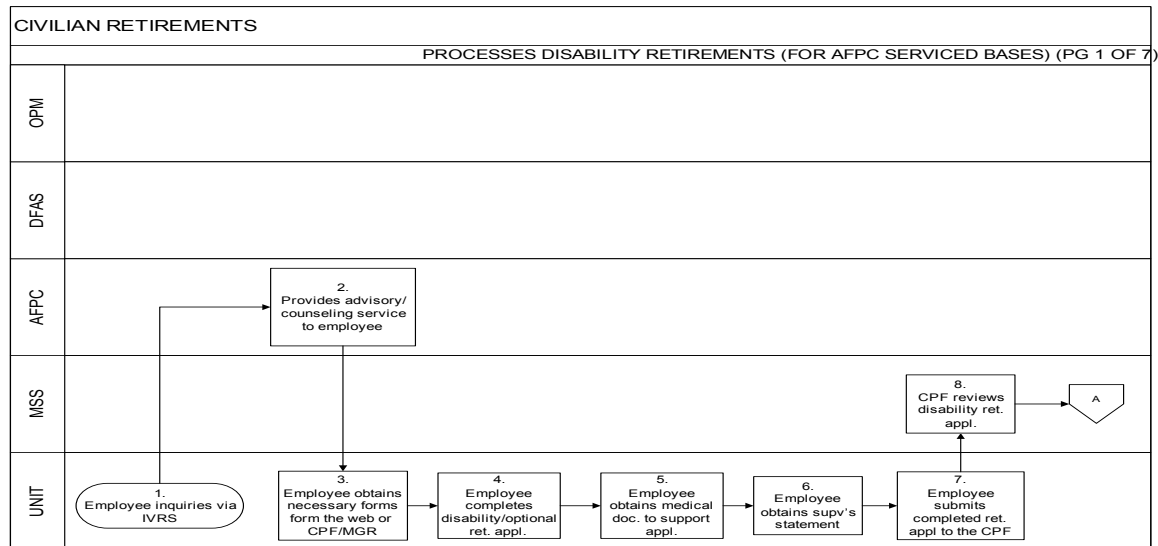 CIVILIAN RETIREMENTS
PROCESSES DISABILITY RETIREMENTS (FOR AFPC SERVICED BASES) (PG 1 OF 7)
OPM
DFAS
AFPC
2.
Provides advisory/
counseling service
to employee
MSS
8.
CPF reviews
disability ret.
appl.
A
UNIT
1.
Employee inquiries via
IVRS
3.
Employee obtains
necessary forms
form the web or
CPF/MGR
4.
Employee
completes
disability/optional
ret. appl.
5.
Employee
obtains medical
doc. to support
appl.
6.
Employee
obtains supv's
statement
7.
Employee
submits
completed ret.
appl to the CPF